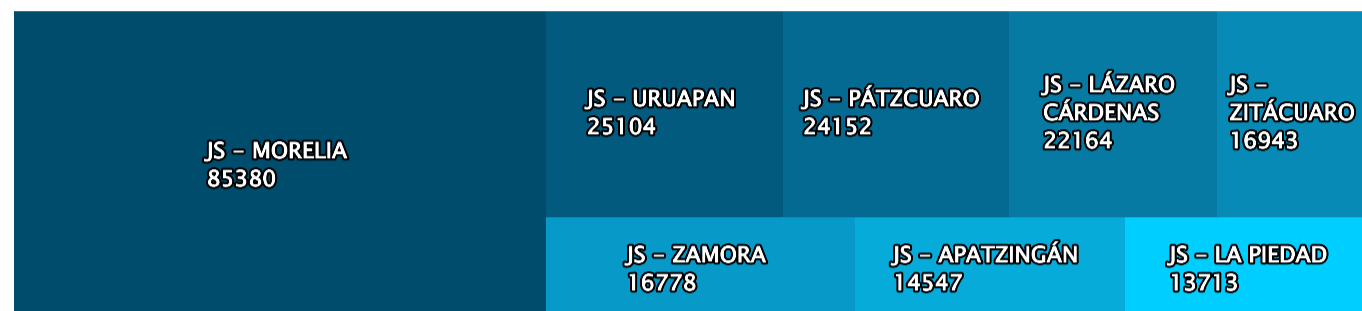 JS – MORELIA
85380
JS – URUAPAN
25104
JS – PÁTZCUARO
24152
JS – LÁZARO
CÁRDENAS
22164
JS –
ZITÁCUARO
16943
JS – ZAMORA
16778
JS – APATZINGÁN
14547
JS – LA PIEDAD
13713